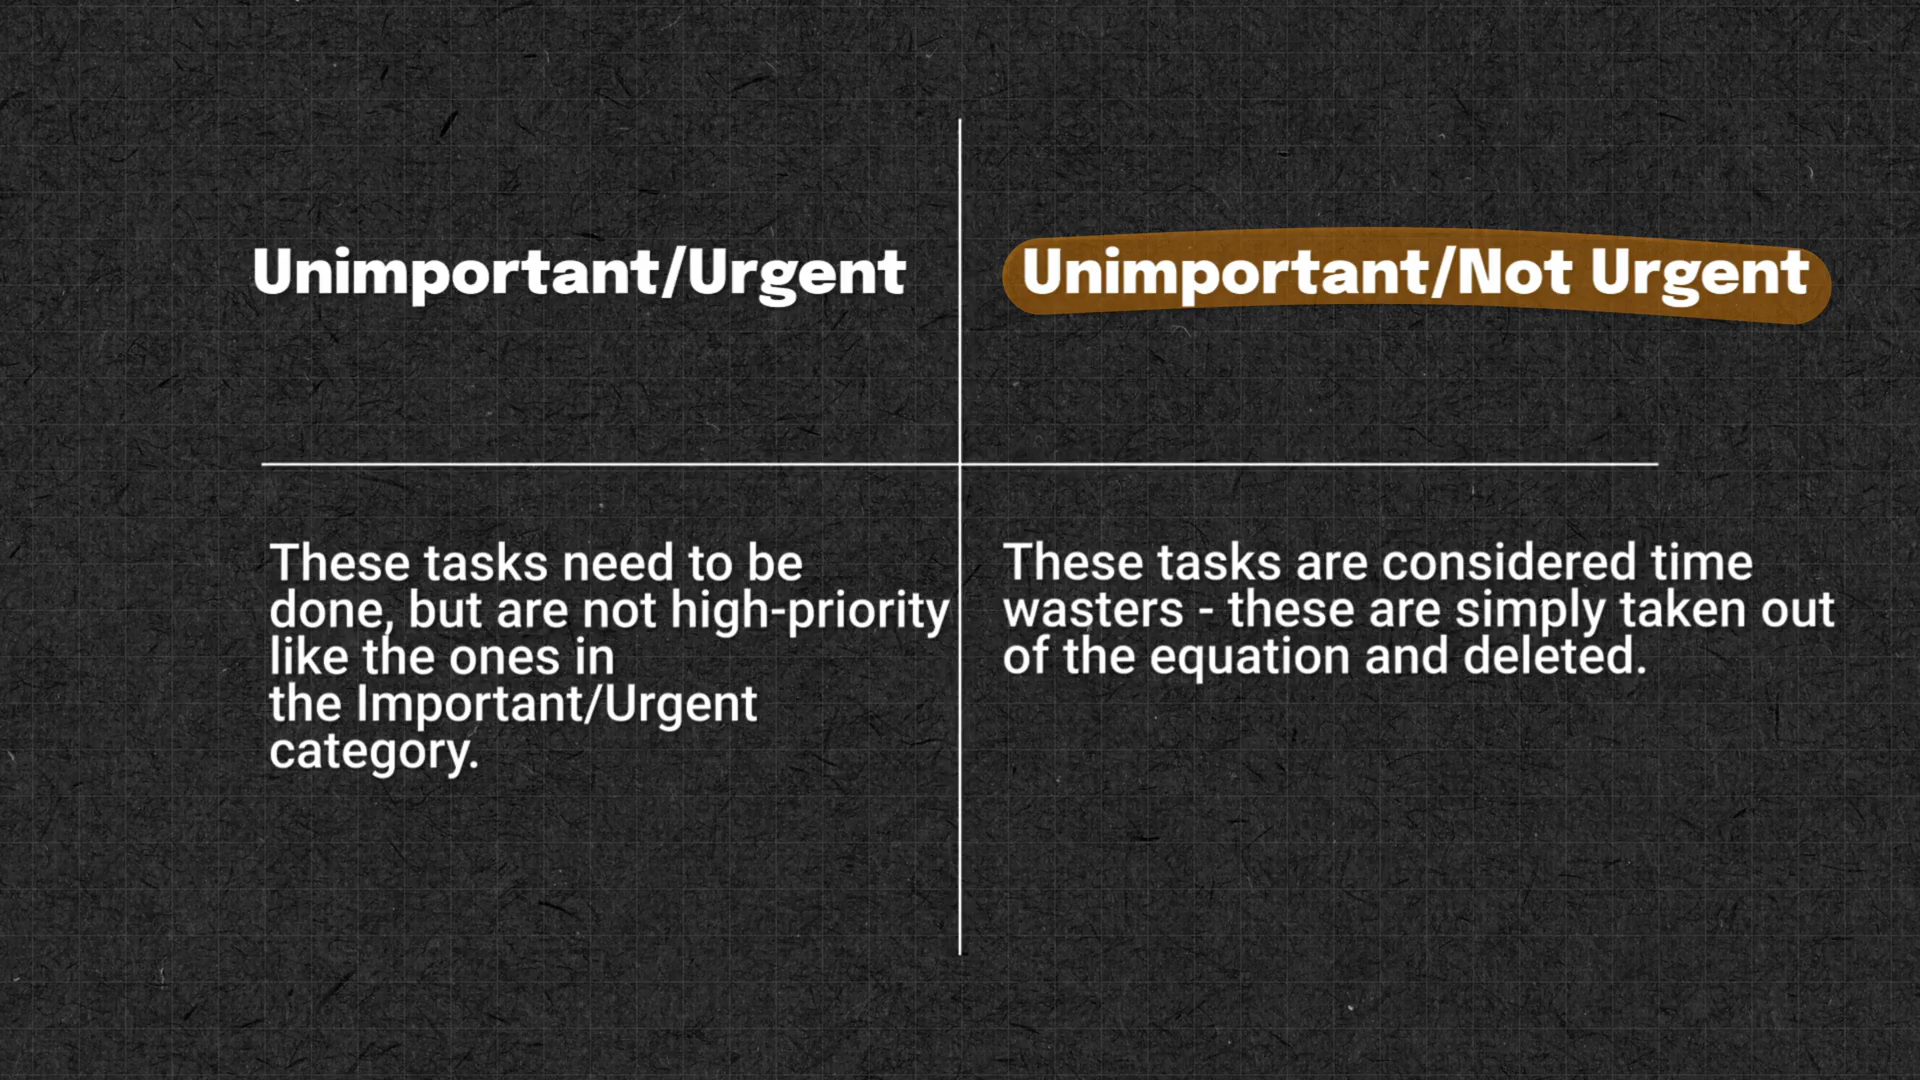 Unimportant/Urgent
Unimportant/Not Urgent
These tasks need to be
done, but are not high-priority
like the ones in
the Important/Urgent
category.
These tasks are considered time
wasters - these are simply taken out
of the equation and deleted.